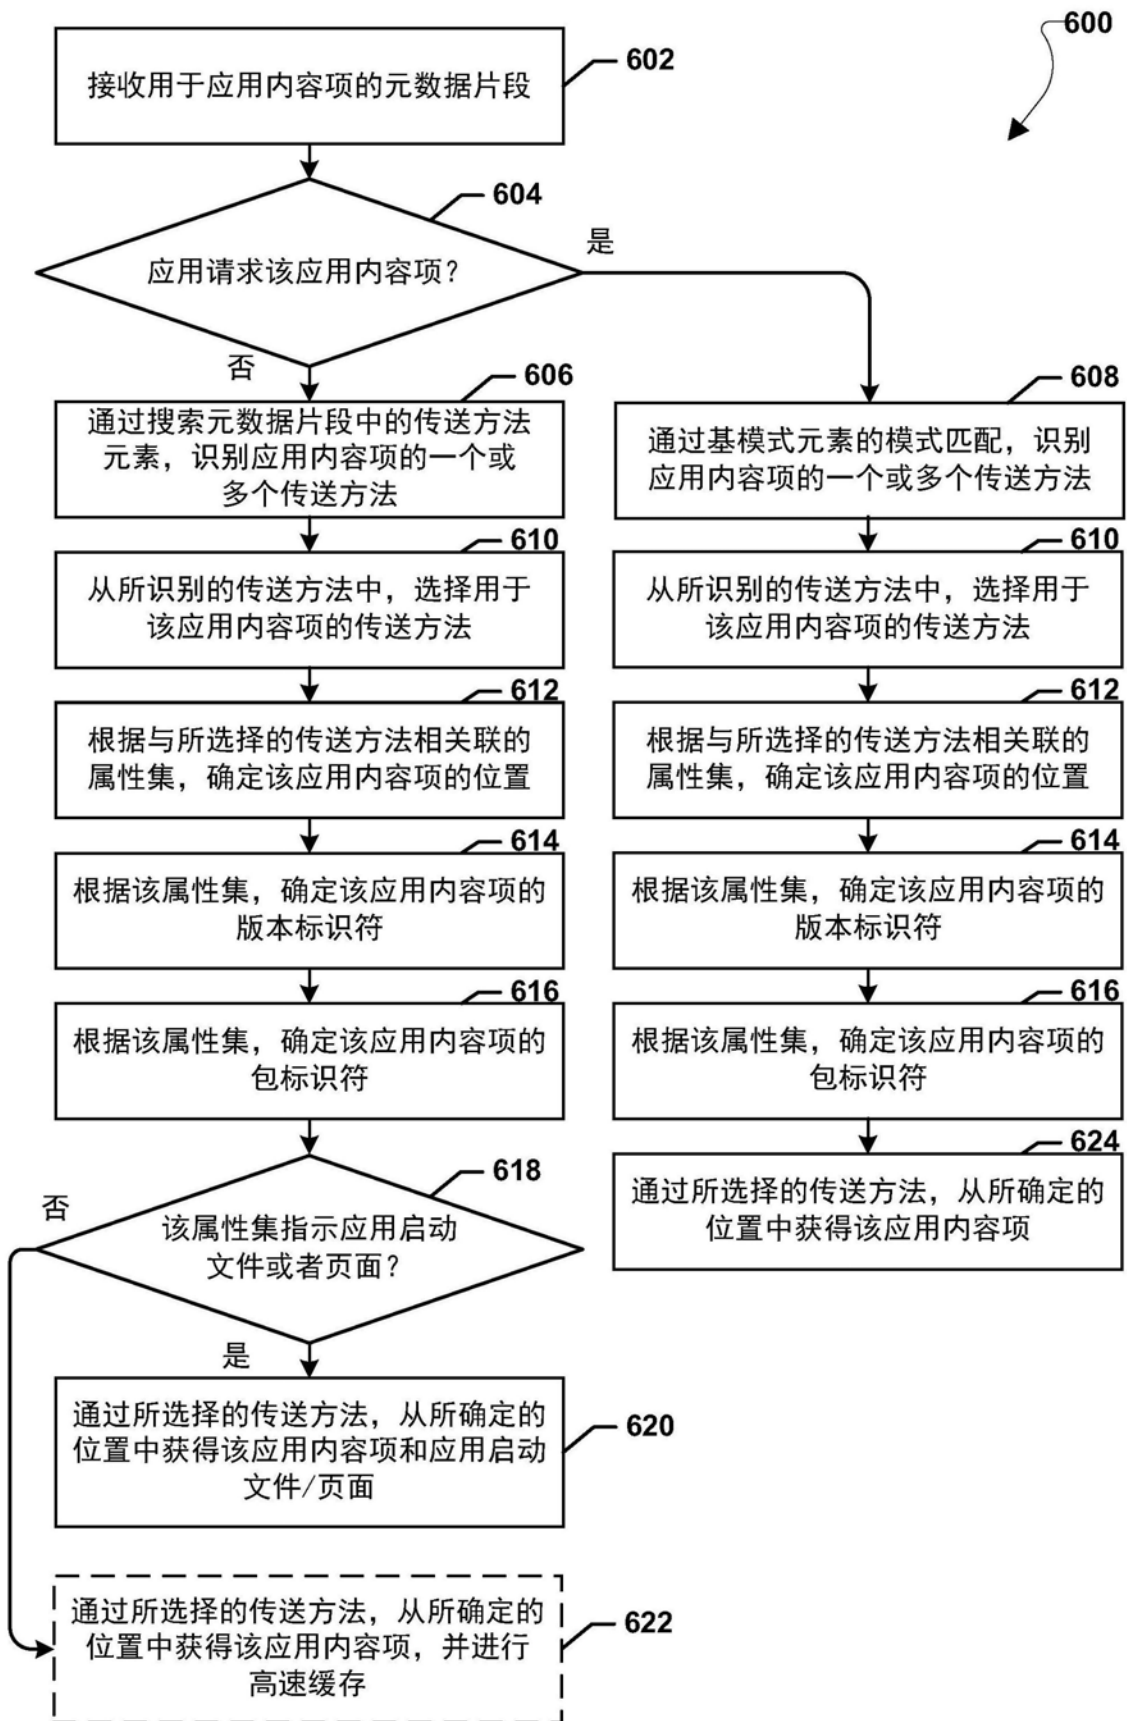 600
接收用于应用内容项的元数据片段
602
604
应用请求该应用内容项？
是
否
606
通过搜索元数据片段中的传送方法
元素，识别应用内容项的一个或
多个传送方法
610
从所识别的传送方法中，选择用于
该应用内容项的传送方法
612
根据与所选择的传送方法相关联的
属性集，确定该应用内容项的位置
614
根据该属性集，确定该应用内容项的
版本标识符
616
根据该属性集，确定该应用内容项的
包标识符
618
否
该属性集指示应用启动
文件或者页面？
是
通过所选择的传送方法，从所确定的
位置中获得该应用内容项和应用启动
文件/页面
620
通过所选择的传送方法，从所确定的
位置中获得该应用内容项，并进行
高速缓存
622
608
通过基模式元素的模式匹配，识别
应用内容项的一个或多个传送方法
610
从所识别的传送方法中，选择用于
该应用内容项的传送方法
612
根据与所选择的传送方法相关联的
属性集，确定该应用内容项的位置
614
根据该属性集，确定该应用内容项的
版本标识符
616
根据该属性集，确定该应用内容项的
包标识符
624
通过所选择的传送方法，从所确定的
位置中获得该应用内容项